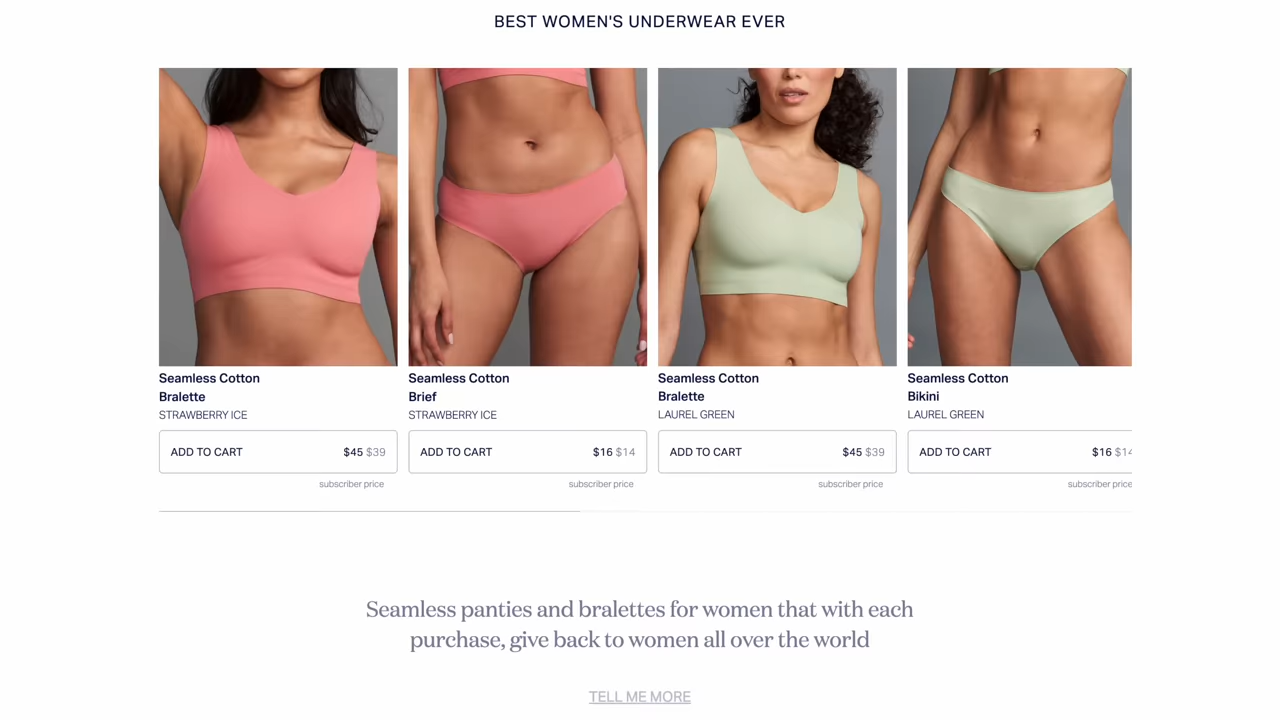 BEST WOMEN'S UNDERWEAR EVER
Seamless Cotton
Bralette
STRAWBERRY ICE
ADD TO CART $45 $39
subscriber price
Seamless Cotton
Brief
STRAWBERRY ICE
ADD TO CART $16 $14
subscriber price
Seamless Cotton
Bralette
LAUREL GREEN
ADD TO CART $45 $39
subscriber price
Seamless Cotton
Bikini
LAUREL GREEN
ADD TO CART $16 $14
subscriber price
Seamless panties and bralettes for women that with each
purchase, give back to women all over the world
TELL ME MORE